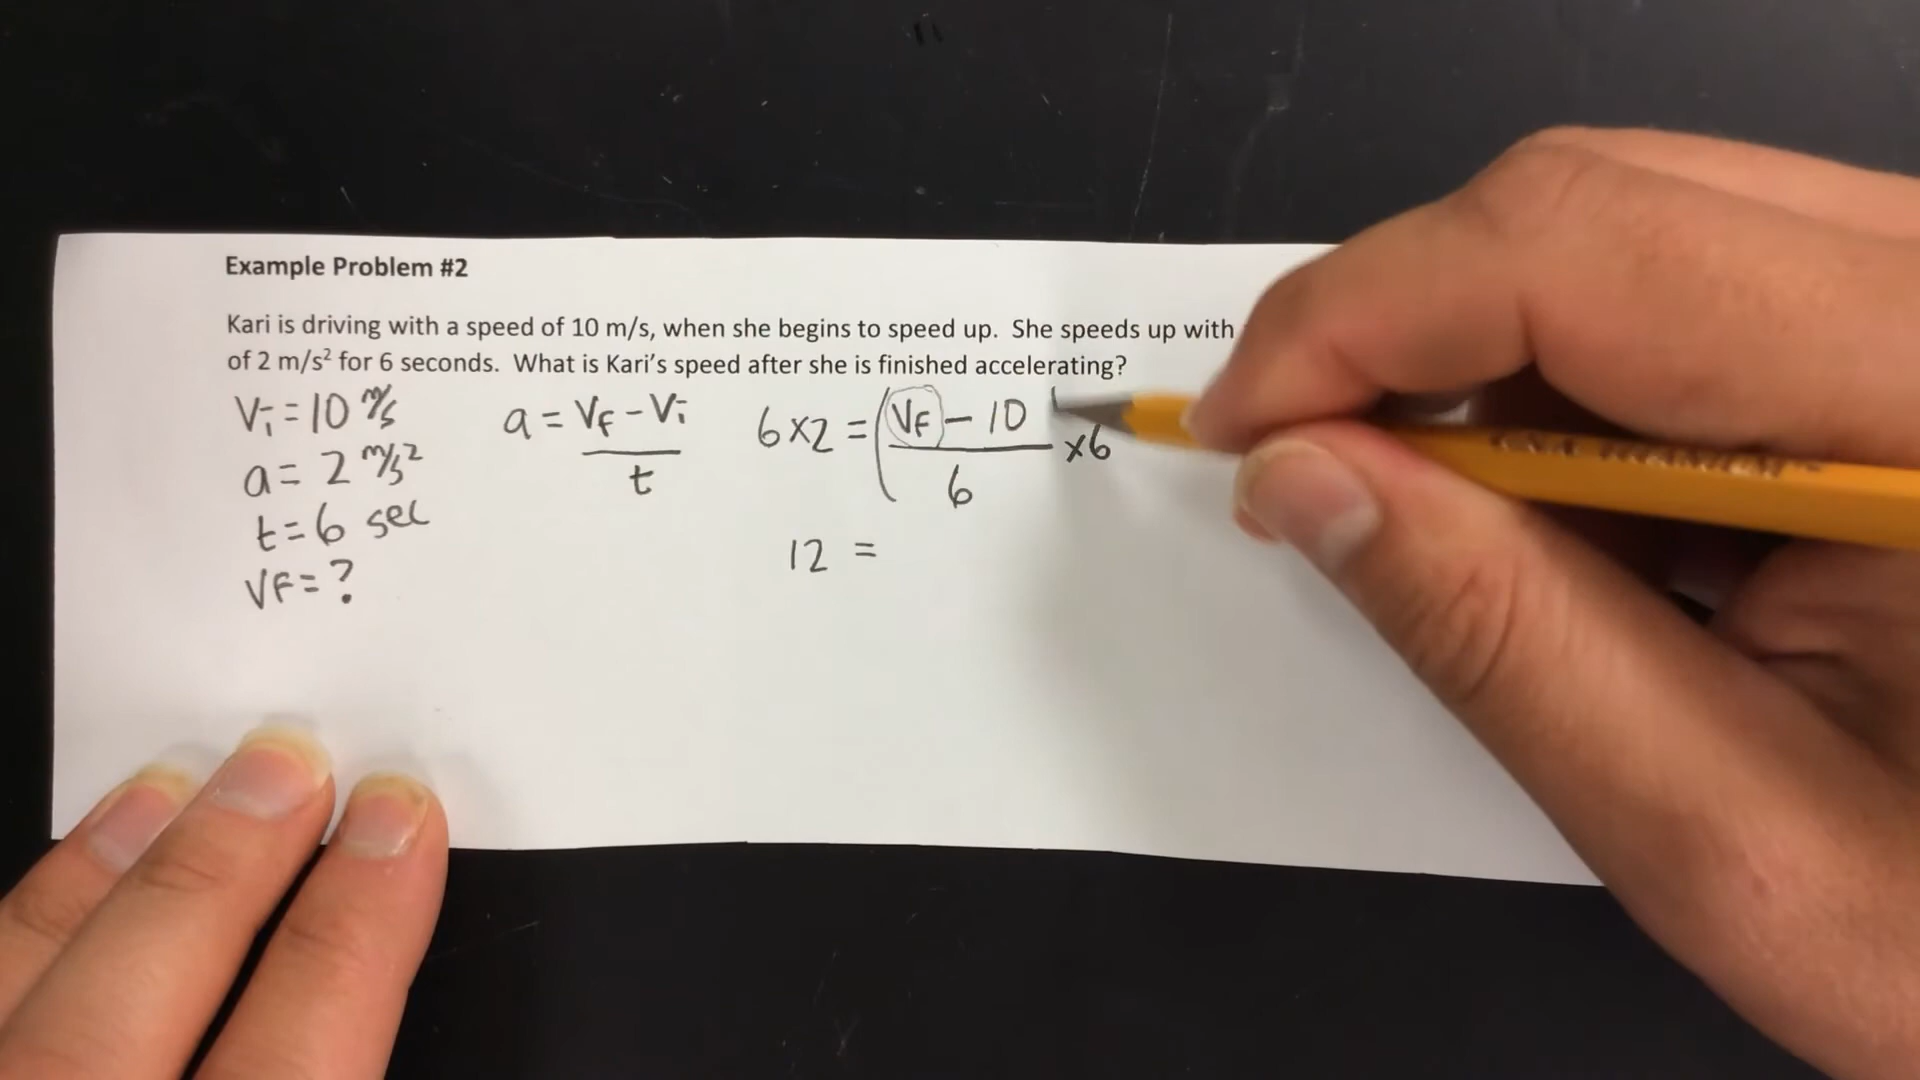 Example Problem #2
Kari is driving with a speed of 10 m/s, when she begins to speed up. She speeds up with
of 2 m/s² for 6 seconds. What is Kari's speed after she is finished accelerating?
Vi = 10 m/s
a = 2 m/s²
t = 6 sec
VF = ?
a = VF - Vi
t
6 x 2 = (VF - 10
6
x6
12 =